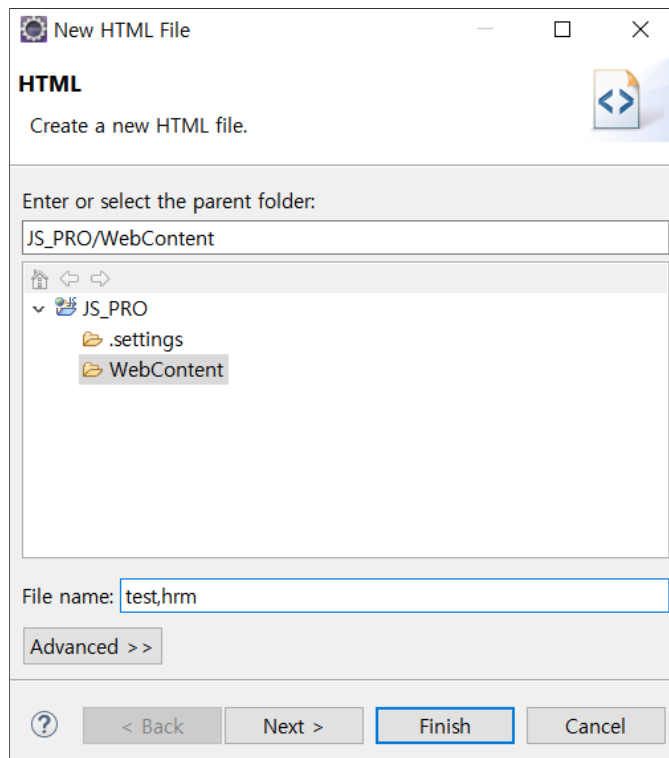 New HTML File
HTML
Create a new HTML file.
Enter or select the parent folder:
JS_PRO/WebContent
JS_PRO
.settings
WebContent
File name: test,hrm
Advanced >>
? < Back Next > Finish Cancel